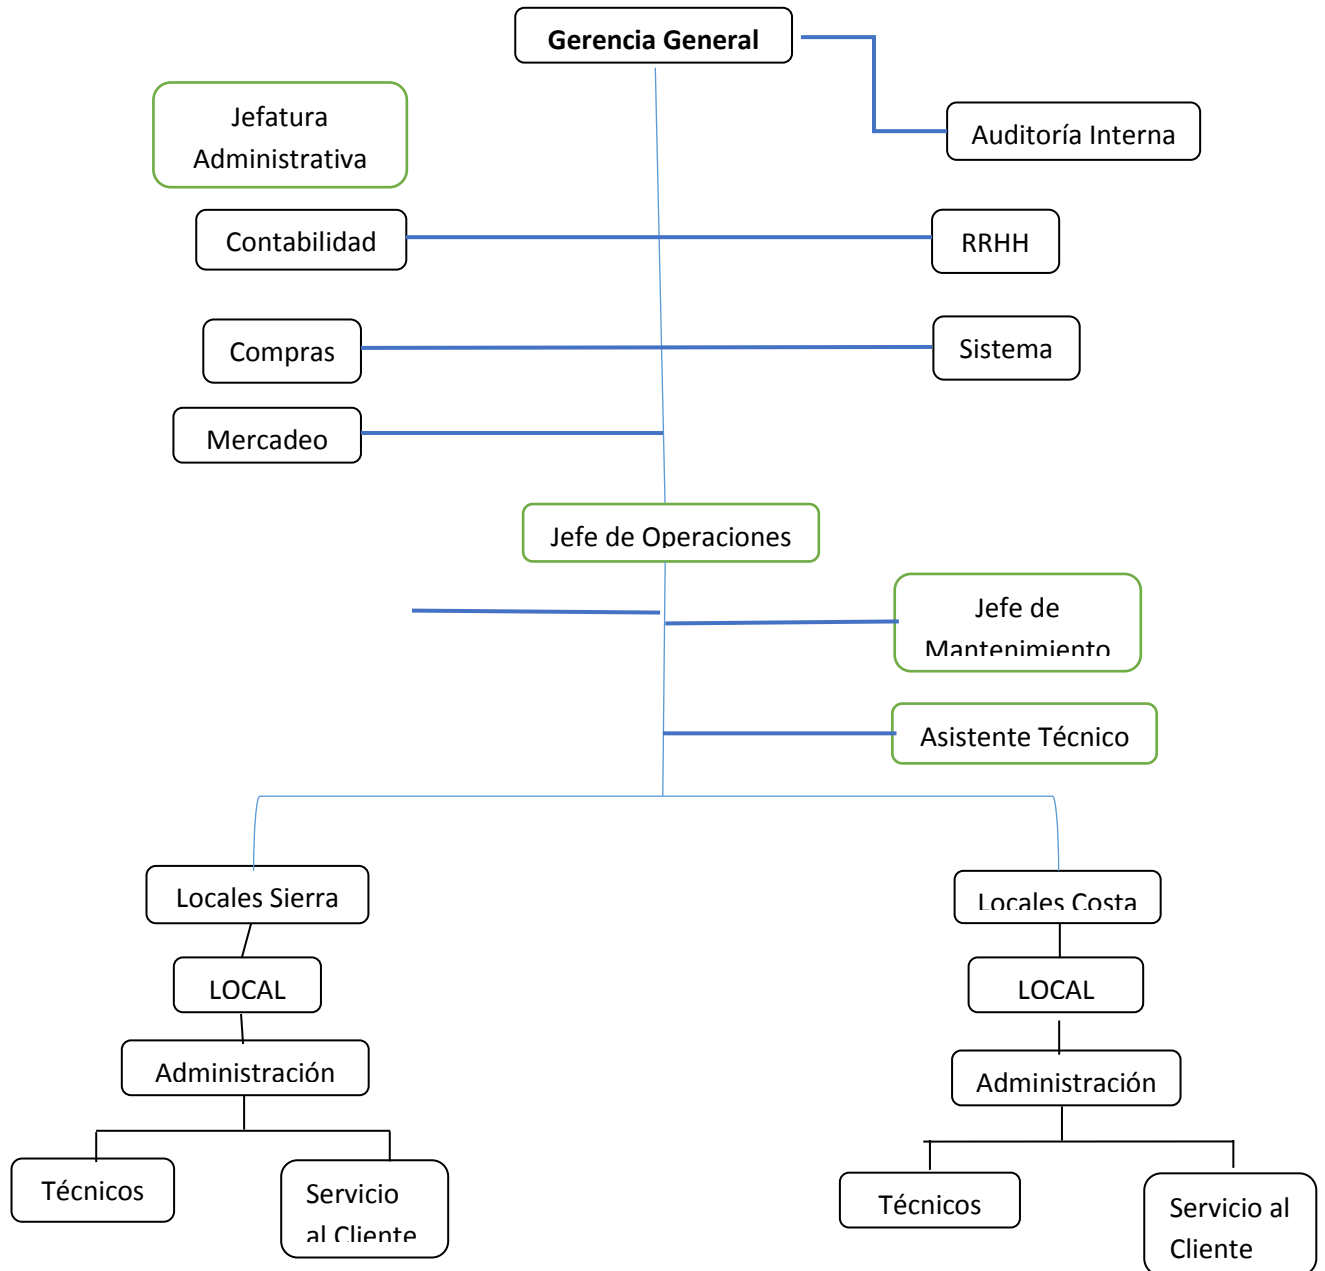 Gerencia General
Jefatura
Administrativa
Auditoría Interna
Contabilidad
RRHH
Compras
Sistema
Mercadeo
Jefe de Operaciones
Jefe de
Mantenimiento
Asistente Técnico
Locales Sierra
Locales Costa
LOCAL
LOCAL
Administración
Administración
Técnicos
Servicio
al Cliente
Técnicos
Servicio al
Cliente